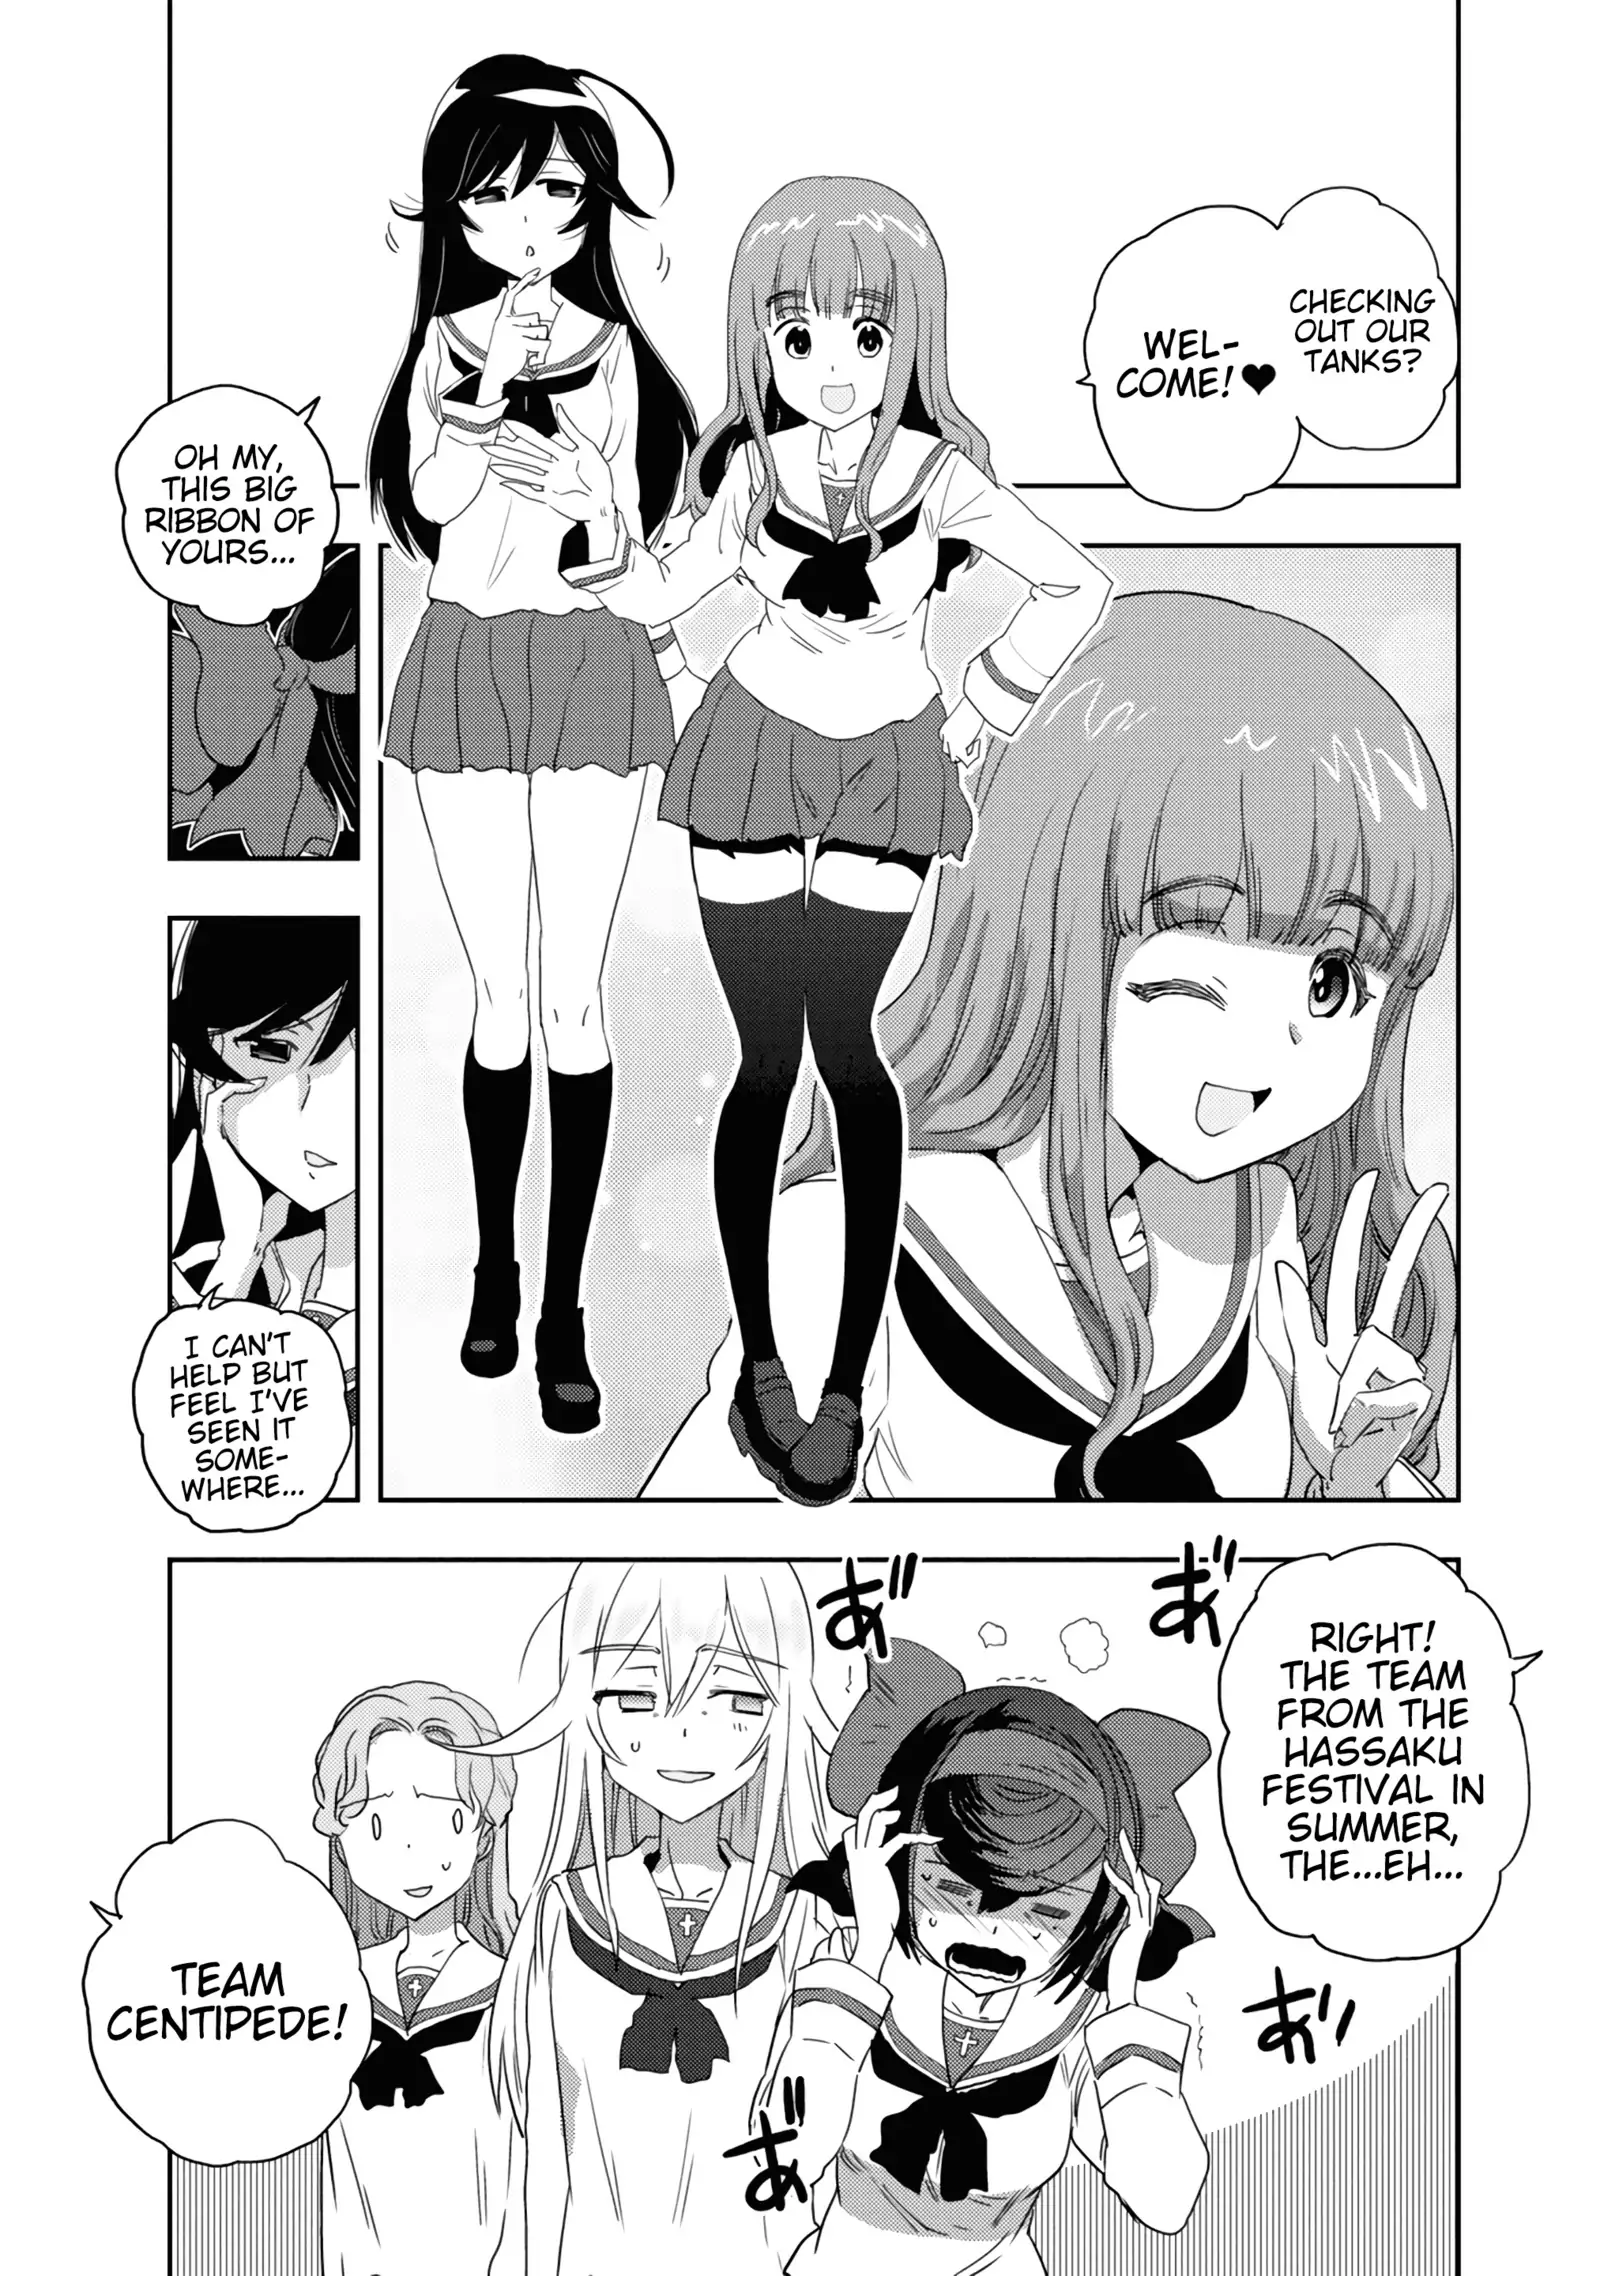 CHECKING
OUT OUR
TANKS?
WEL-
COME!♥
OH MY,
THIS BIG
RIBBON OF
YOURS...
I CAN'T
HELP BUT
FEEL I'VE
SEEN IT
SOME-
WHERE...
RIGHT!
THE TEAM
FROM THE
HASSAKU
FESTIVAL IN
SUMMER,
THE...EH...
あ゛
あ゛
あ゛
あ゛
TEAM
CENTIPEDE!